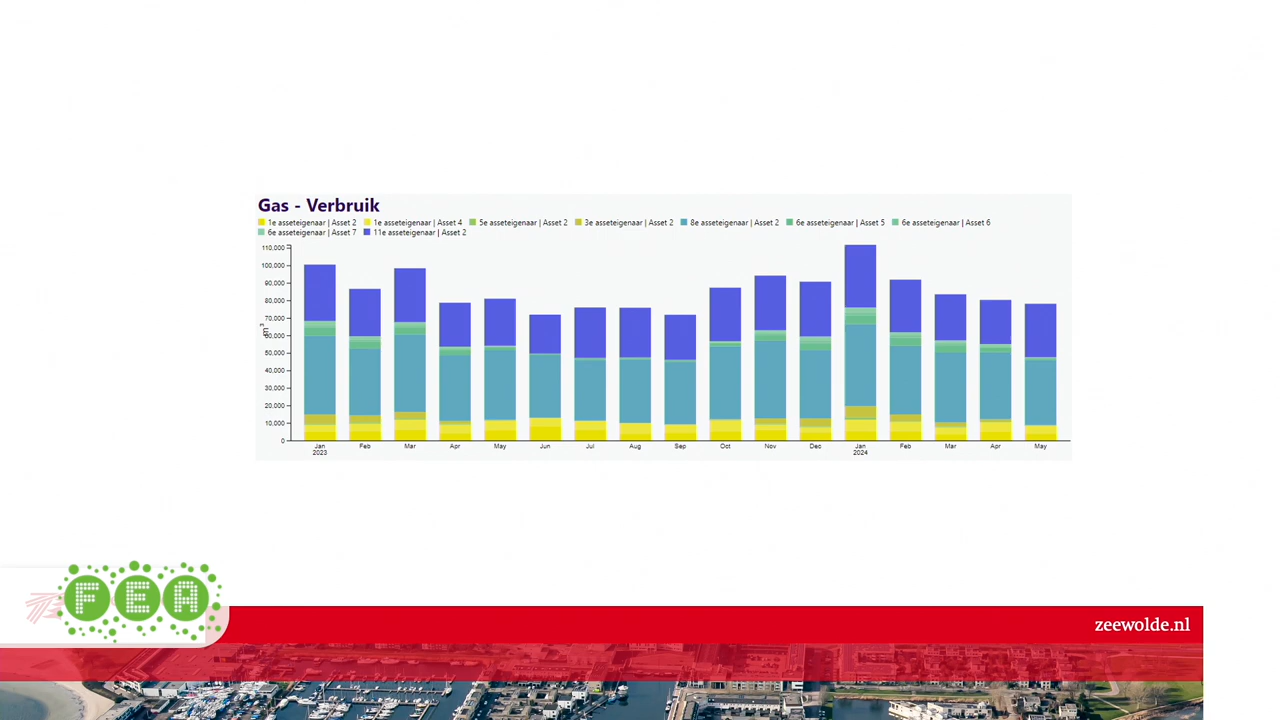 Gas - Verbruik
1e asseteigenaar | Asset 2 1e asseteigenaar | Asset 4 5e asseteigenaar | Asset 2 3e asseteigenaar | Asset 2 8e asseteigenaar | Asset 2 6e asseteigenaar | Asset 5 6e asseteigenaar | Asset 6
6e asseteigenaar | Asset 7 11e asseteigenaar | Asset 2
110,000
100,000
90,000
80,000
70,000
m³
60,000
50,000
40,000
30,000
20,000
10,000
0
Jan Feb Mar Apr May Jun Jul Aug Sep Oct Nov Dec Jan Feb Mar Apr May
2023 2024
FEA
zeewolde.nl